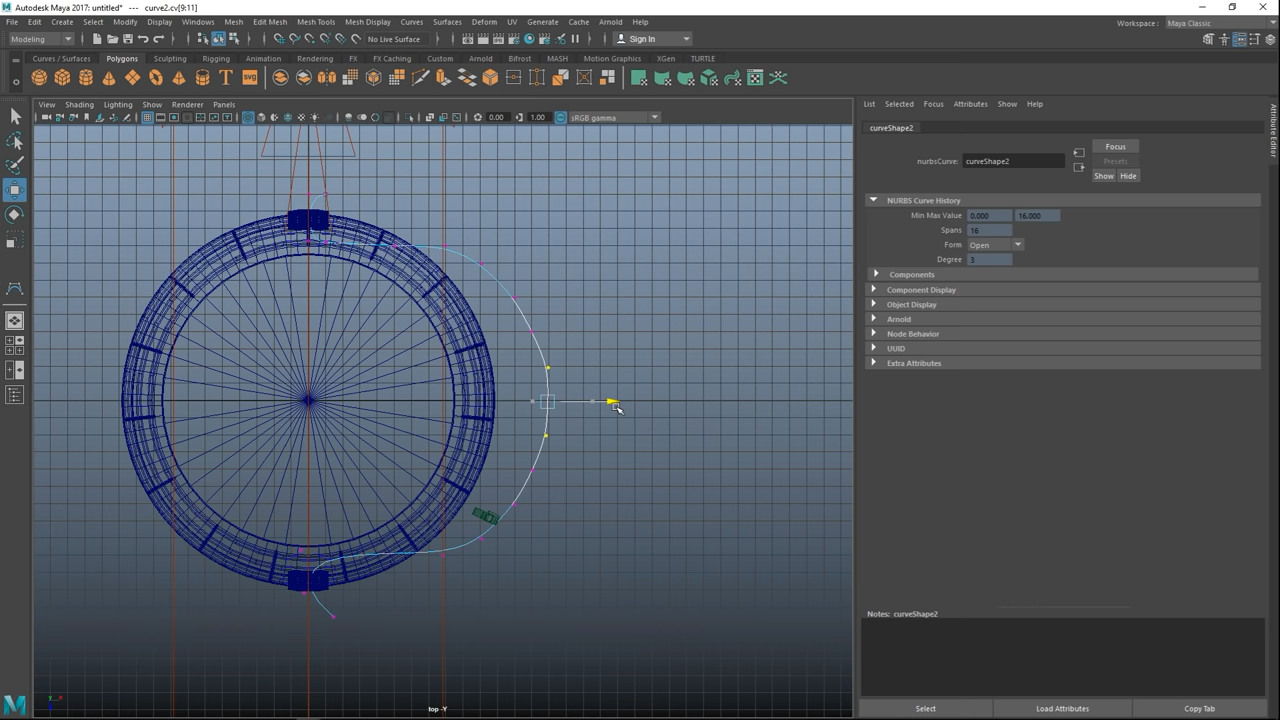 Autodesk Maya 2017: untitled*   ---   curve2.cv[9:11]
File Edit Create Select Modify Display Windows Mesh Edit Mesh Mesh Tools Mesh Display Curves Surfaces Deform UV Generate Cache Arnold Help
Workspace : Maya Classic
Modeling No Live Surface Sign In
Curves / Surfaces Polygons Sculpting Rigging Animation Rendering FX FX Caching Custom Arnold Bifrost MASH Motion Graphics XGen TURTLE
View Shading Lighting Show Renderer Panels
0.00 1.00 sRGB gamma
List Selected Focus Attributes Show Help
curveShape2
nurbsCurve: curveShape2
Focus
Presets
Show Hide
NURBS Curve History
Min Max Value 0.000 16.000
Spans 16
Form Open
Degree 3
Components
Component Display
Object Display
Arnold
Node Behavior
UUID
Extra Attributes
Notes: curveShape2
Select Load Attributes Copy Tab
top -Y
Attribute Editor